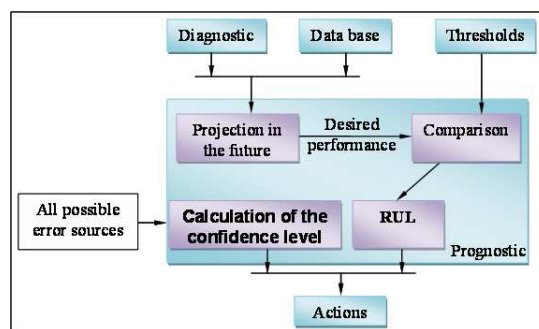 Diagnostic
Data base
Thresholds
Projection in
the future
Desired
performance
Comparison
All possible
error sources
Calculation of the
confidence level
RUL
Prognostic
Actions